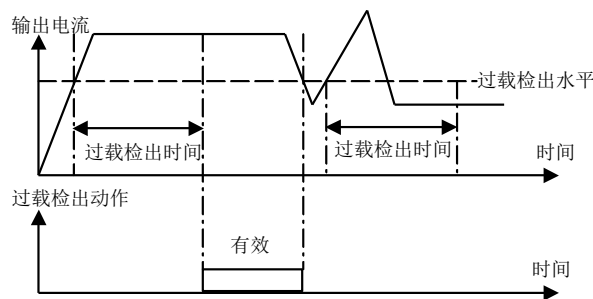 输出电流
过载检出水平
过载检出时间
过载检出时间
时间
过载检出动作
有效
时间